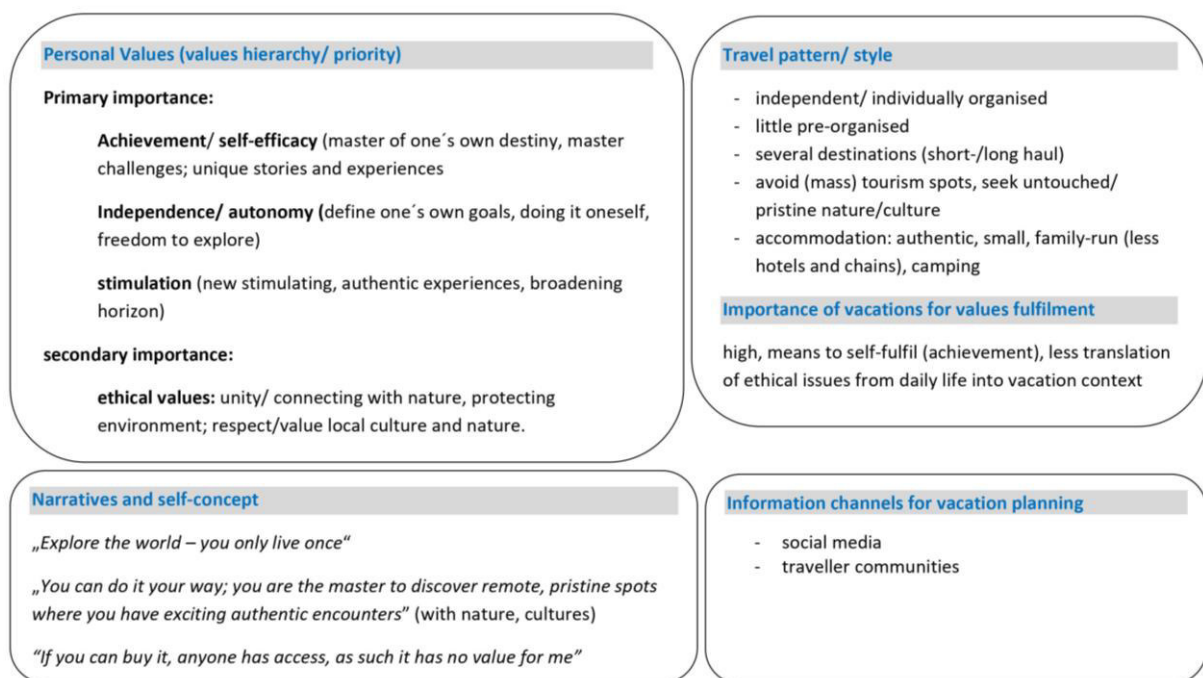 Personal Values (values hierarchy/ priority)
Primary importance:
Achievement/ self-efficacy (master of one´s own destiny, master
challenges; unique stories and experiences
Independence/ autonomy (define one´s own goals, doing it oneself,
freedom to explore)
stimulation (new stimulating, authentic experiences, broadening
horizon)
secondary importance:
ethical values: unity/ connecting with nature, protecting
environment; respect/value local culture and nature.
Travel pattern/ style
- independent/ individually organised
- little pre-organised
- several destinations (short-/long haul)
- avoid (mass) tourism spots, seek untouched/
pristine nature/culture
- accommodation: authentic, small, family-run (less
hotels and chains), camping
Importance of vacations for values fulfilment
high, means to self-fulfil (achievement), less translation
of ethical issues from daily life into vacation context
Narratives and self-concept
„Explore the world – you only live once“
„You can do it your way; you are the master to discover remote, pristine spots
where you have exciting authentic encounters” (with nature, cultures)
“If you can buy it, anyone has access, as such it has no value for me”
Information channels for vacation planning
- social media
- traveller communities